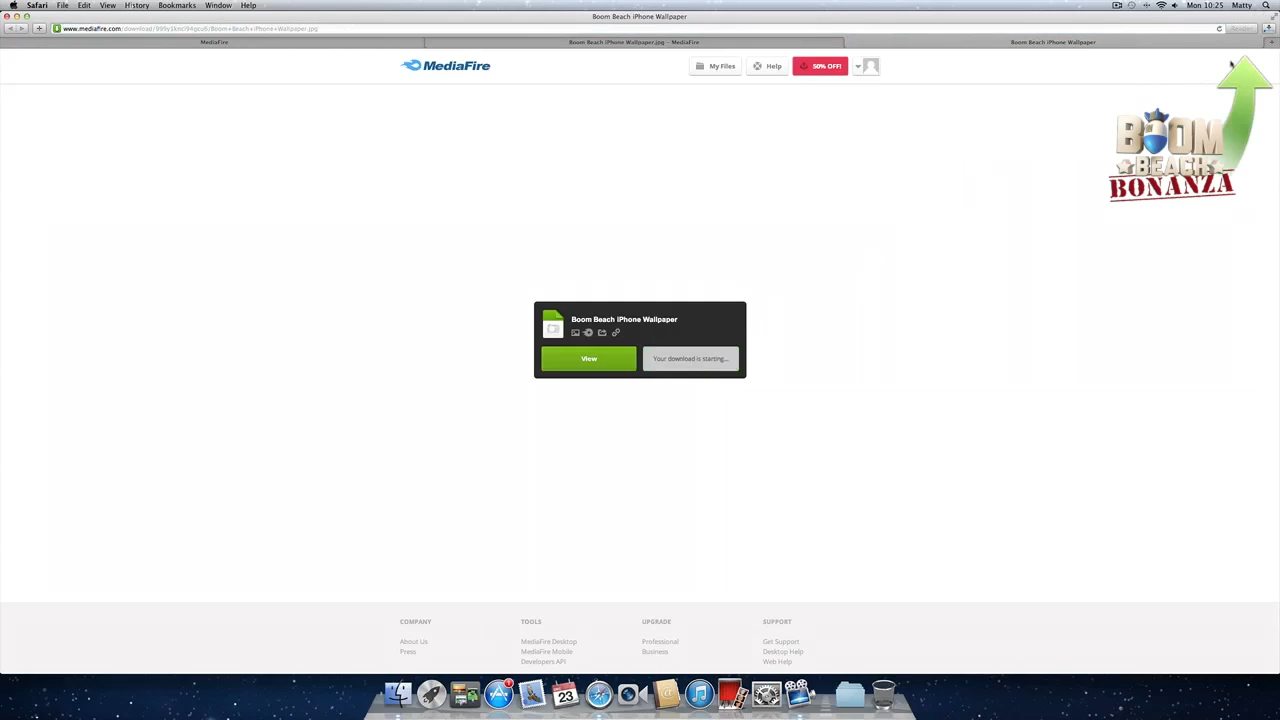 Safari File Edit View History Bookmarks Window Help Mon 10:25 Matty
Boom Beach iPhone Wallpaper
MediaFire Boom Beach iPhone Wallpaper.jpg – MediaFire Boom Beach iPhone Wallpaper
MediaFire My Files Help 50% OFF!
BOOM
BEACH
BONANZA
Boom Beach iPhone Wallpaper
View Your download is starting...
COMPANY TOOLS UPGRADE SUPPORT
About Us MediaFire Desktop Professional Get Support
Press MediaFire Mobile Business Desktop Help
Developers API Web Help
23